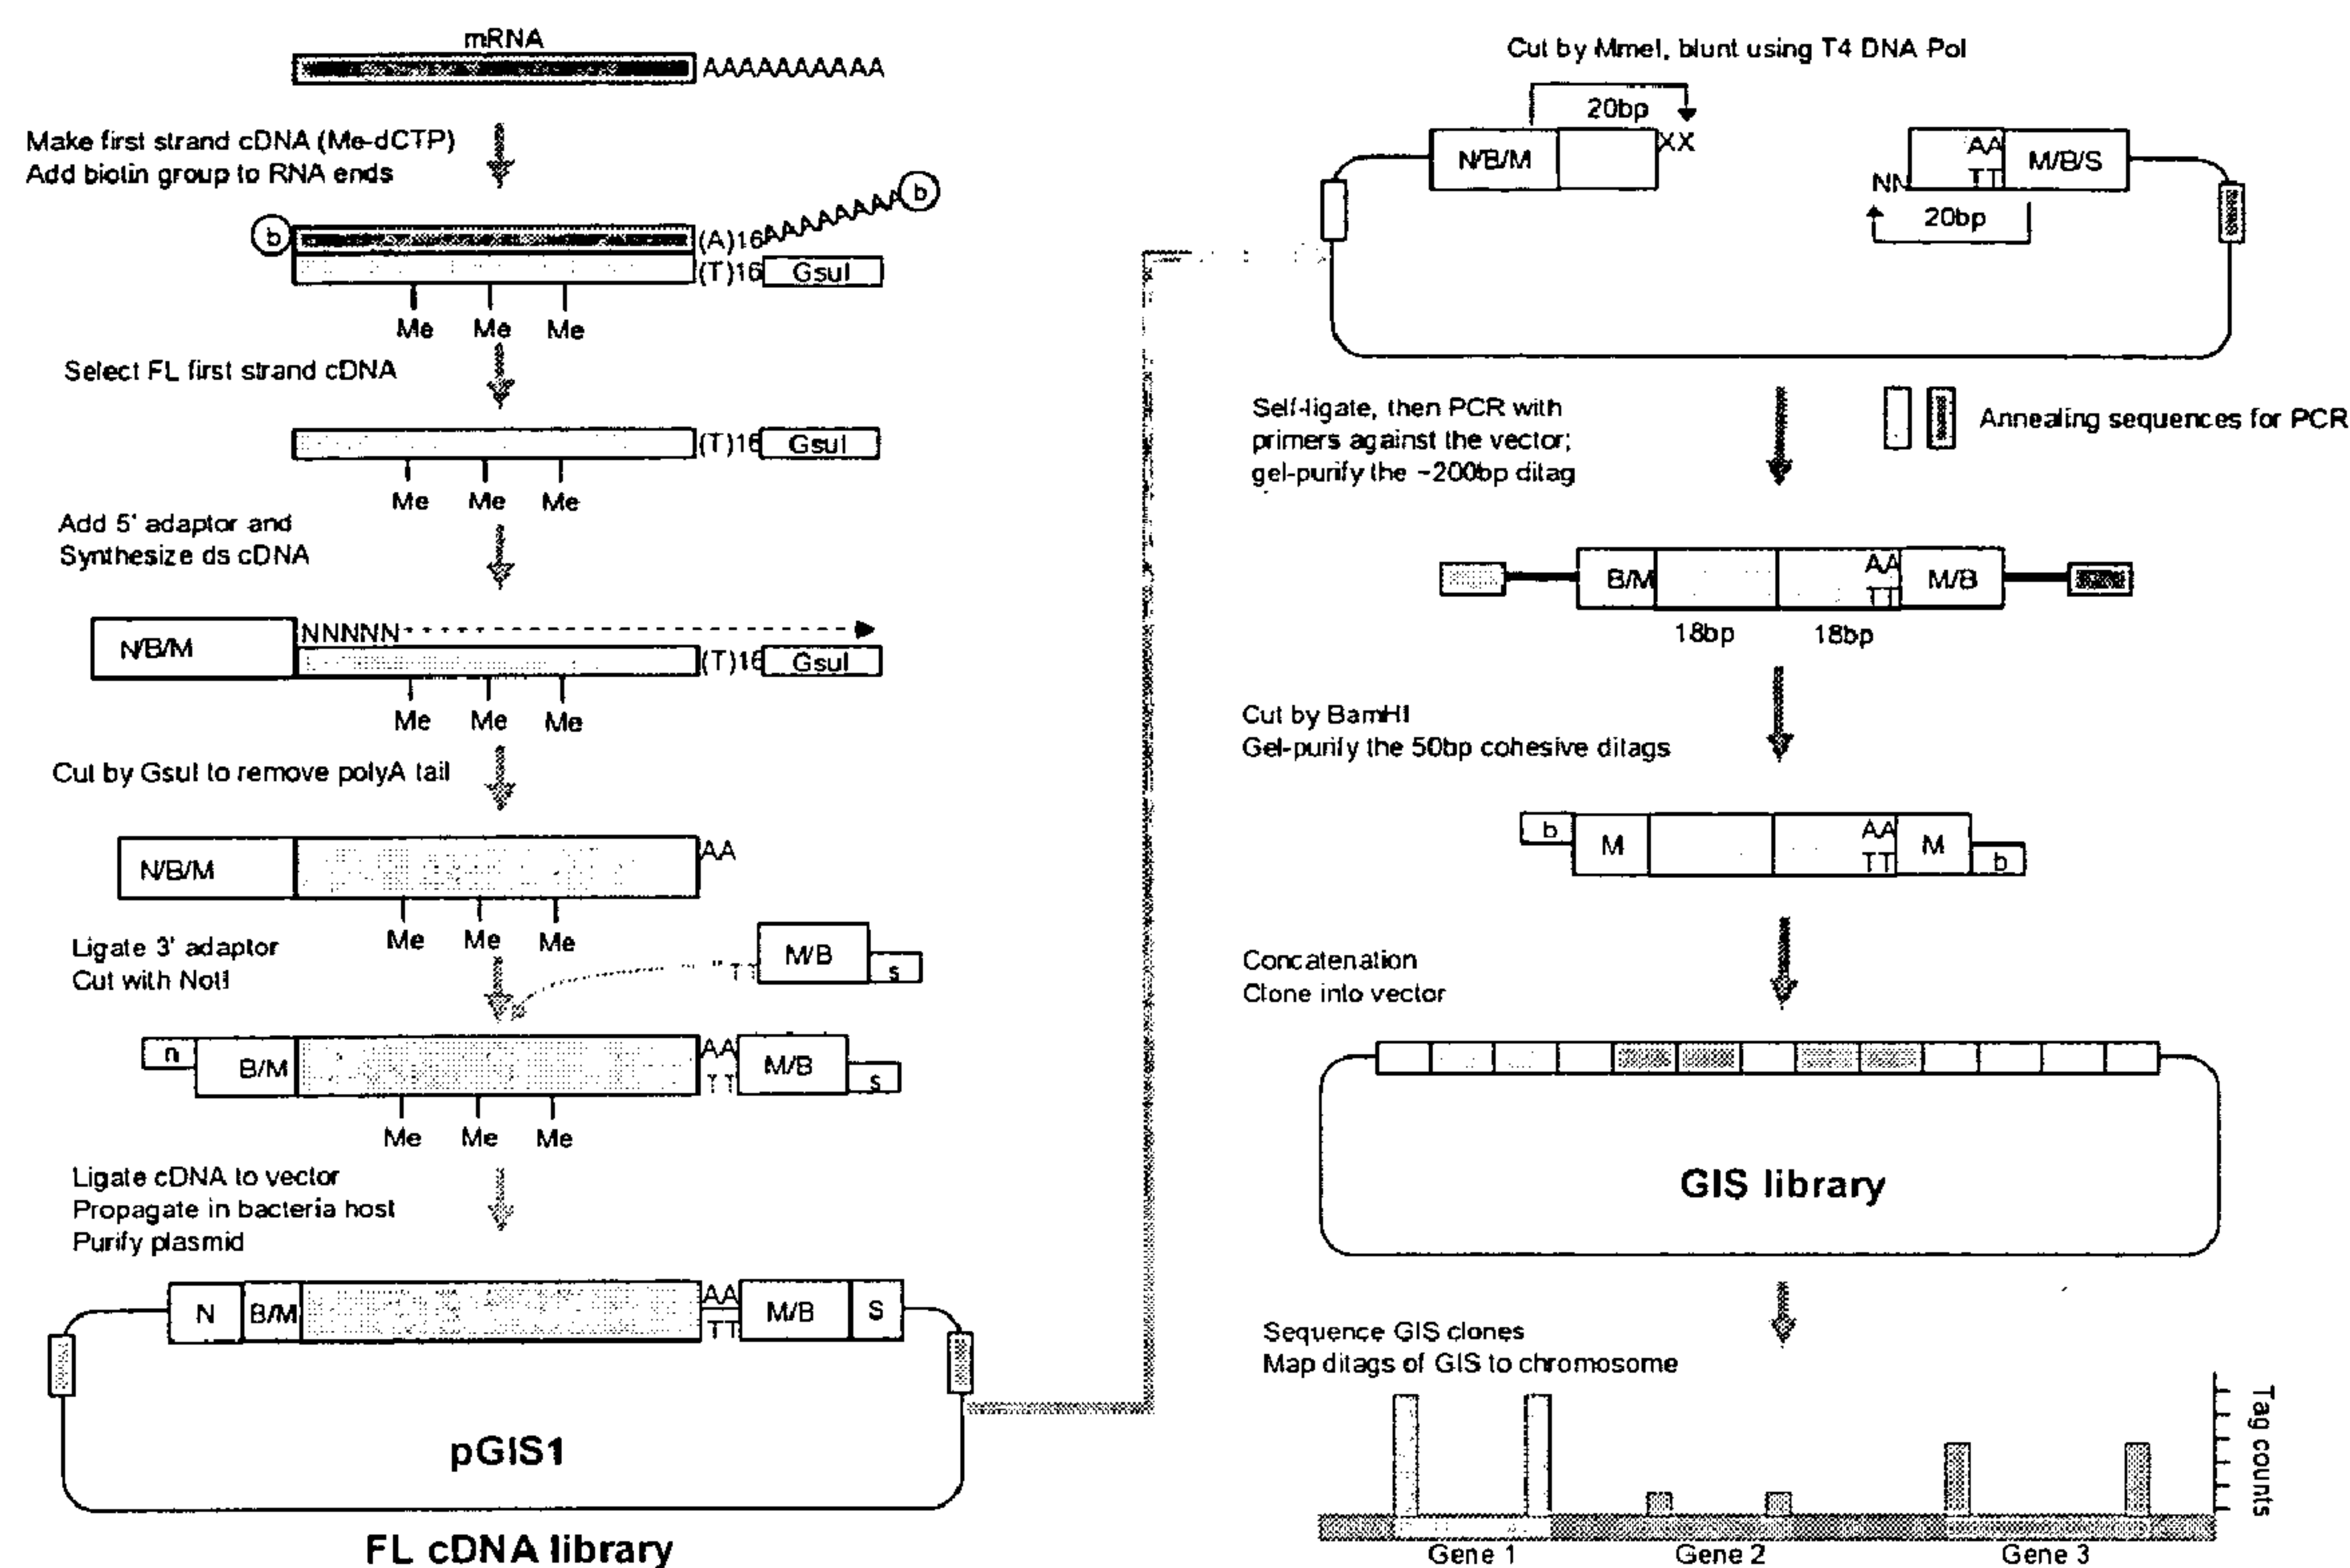 mRNA
AAAAAAAAAA
Make first strand cDNA (Me-dCTP)
Add biotin group to RNA ends
b
b
(A)16AAAAAAAAA
(T)16
GsuI
Me Me Me
Select FL first strand cDNA
(T)16
GsuI
Me Me Me
Add 5' adaptor and
Synthesize ds cDNA
N/B/M
NNNNN
(T)16
GsuI
Me Me Me
Cut by GsuI to remove polyA tail
N/B/M
AA
Me Me Me
Ligate 3' adaptor
Cut with NotI
TT
M/B
s
n
B/M
AA
TT
M/B
s
Me Me Me
Ligate cDNA to vector
Propagate in bacteria host
Purify plasmid
N
B/M
AA
TT
M/B
S
pGIS1
FL cDNA library
Cut by MmeI, blunt using T4 DNA Pol
20bp
N/B/M
XX
NN
AA
TT
M/B/S
20bp
Self-ligate, then PCR with
primers against the vector;
gel-purify the ~200bp ditag
Annealing sequences for PCR
B/M
AA
TT
M/B
18bp
18bp
Cut by BamHI
Gel-purify the 50bp cohesive ditags
b
M
AA
TT
M
b
Concatenation
Clone into vector
GIS library
Sequence GIS clones
Map ditags of GIS to chromosome
Tag counts
Gene 1
Gene 2
Gene 3